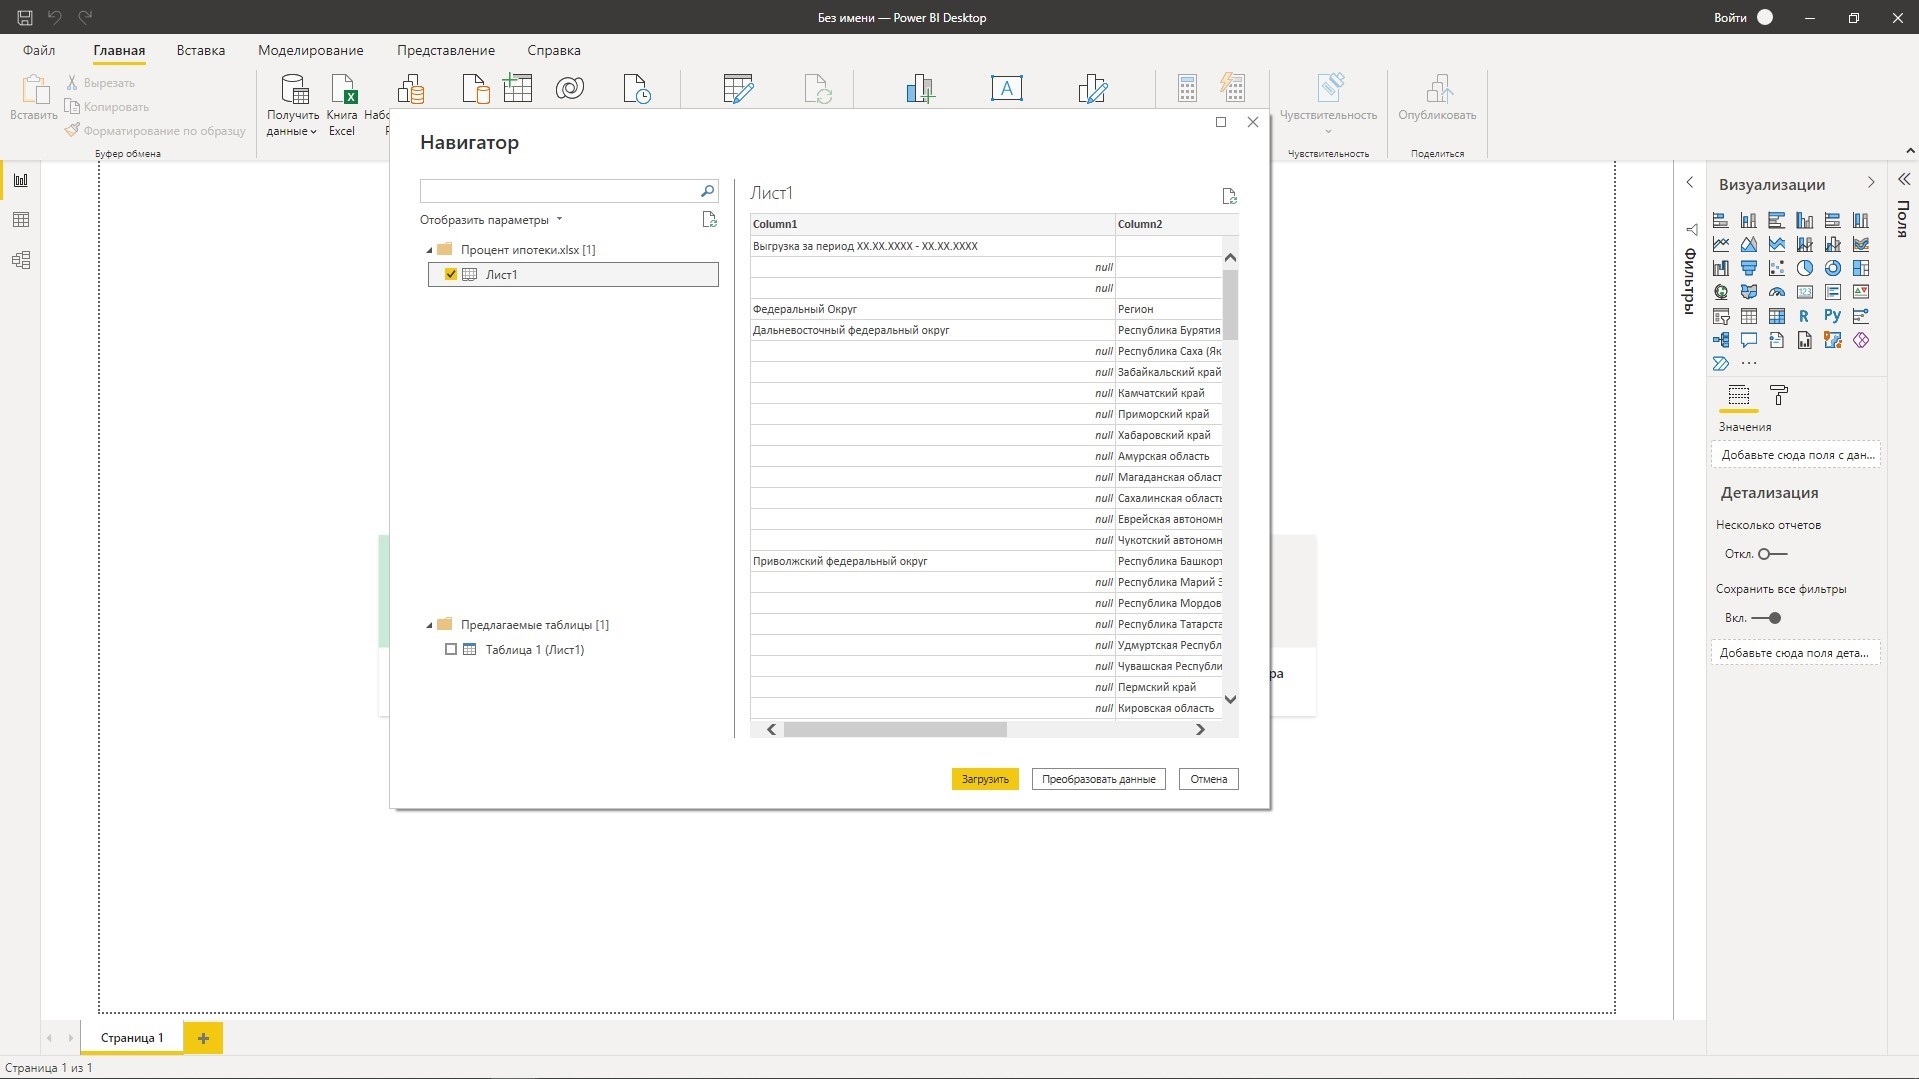 Без имени — Power BI Desktop
Войти
Файл
Главная
Вставка
Моделирование
Представление
Справка
Вставить
Вырезать
Копировать
Форматирование по образцу
Буфер обмена
Получить
данные
Книга
Excel
Чувствительность
Чувствительность
Опубликовать
Поделиться
Навигатор
Отобразить параметры
Процент ипотеки.xlsx [1]
Лист1
Предлагаемые таблицы [1]
Таблица 1 (Лист1)
Лист1
Column1 Column2
Выгрузка за период XX.XX.XXXX - XX.XX.XXXX
null
null
Федеральный Округ Регион
Дальневосточный федеральный округ Республика Бурятия
null Республика Саха (Як
null Забайкальский край
null Камчатский край
null Приморский край
null Хабаровский край
null Амурская область
null Магаданская област
null Сахалинская область
null Еврейская автономн
null Чукотский автономн
Приволжский федеральный округ Республика Башкорт
null Республика Марий Э
null Республика Мордов
null Республика Татарста
null Удмуртская Республ
null Чувашская Республи
null Пермский край
null Кировская область
Загрузить
Преобразовать данные
Отмена
ра
Фильтры
Визуализации
R
Py
123
Значения
Добавьте сюда поля с дан...
Детализация
Несколько отчетов
Откл.
Сохранить все фильтры
Вкл.
Добавьте сюда поля дета...
Поля
Страница 1
Страница 1 из 1